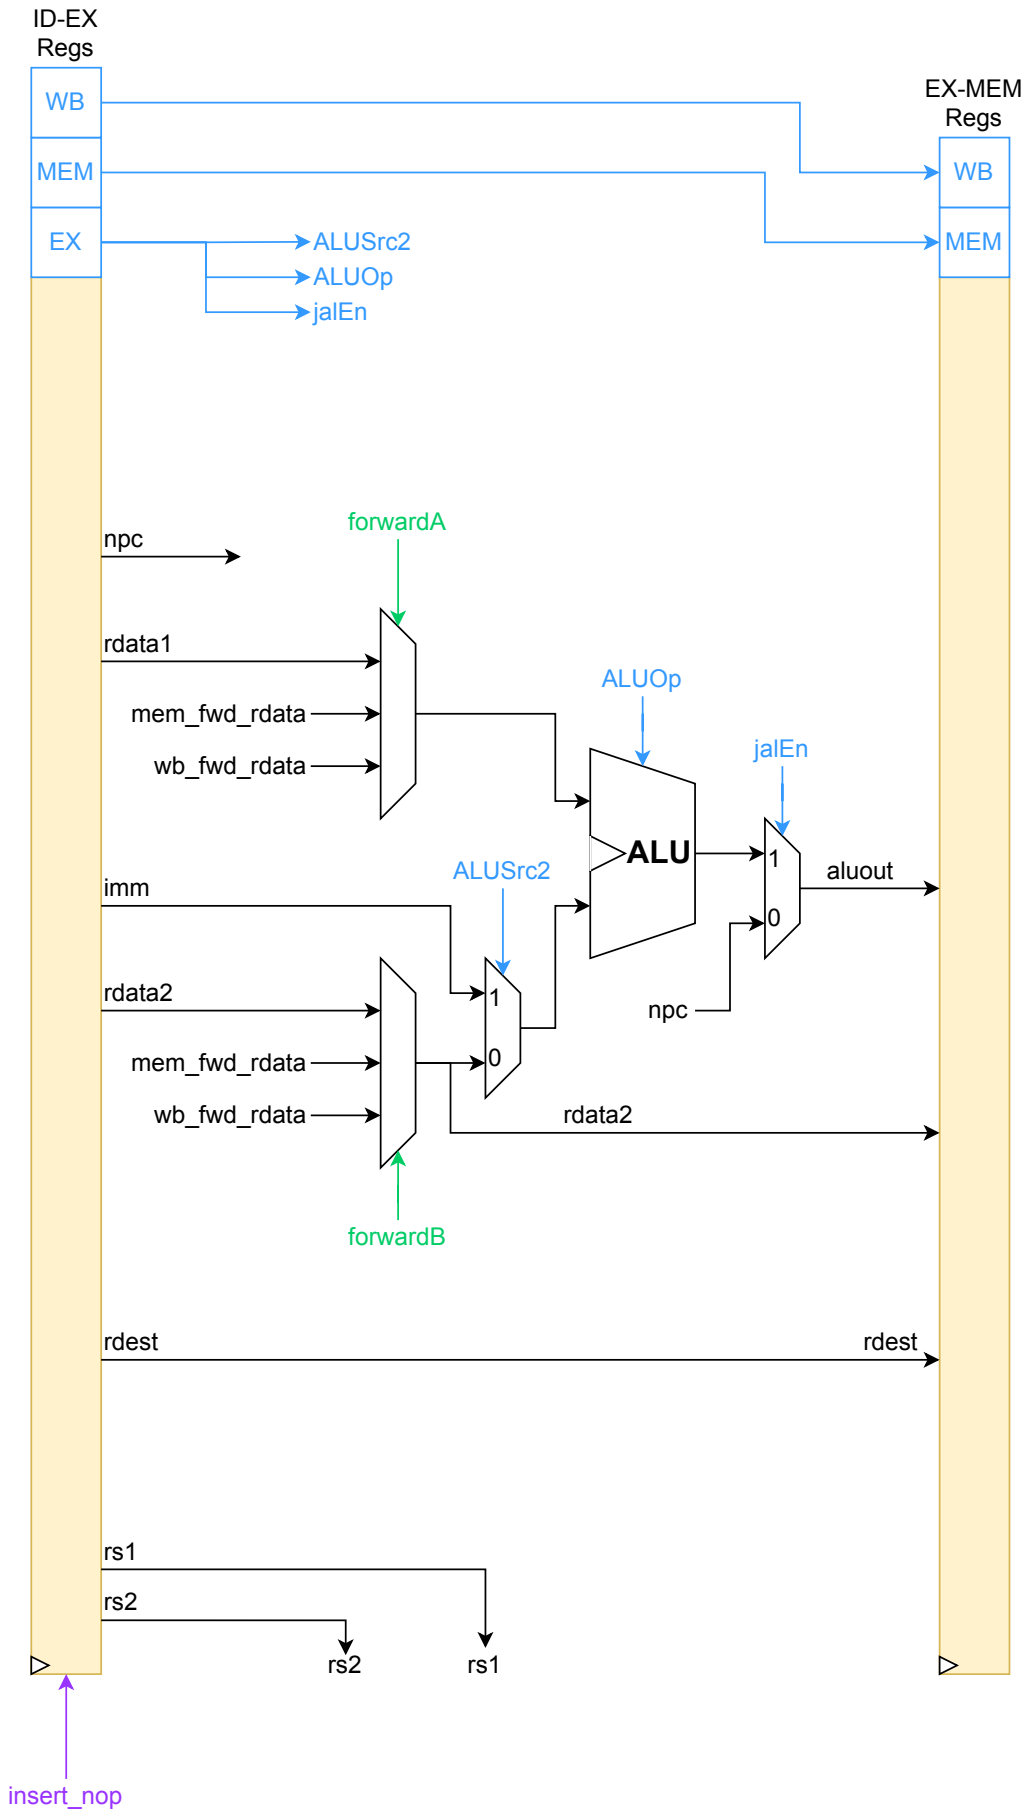 ID-EX
Regs
EX-MEM
Regs
WB
WB
MEM
MEM
EX
ALUSrc2
ALUOp
jalEn
forwardA
npc
rdata1
mem_fwd_rdata
wb_fwd_rdata
ALUOp
jalEn
ALU
1
0
aluout
npc
imm
ALUSrc2
1
0
rdata2
mem_fwd_rdata
wb_fwd_rdata
rdata2
forwardB
rdest
rdest
rs1
rs2
rs2
rs1
insert_nop